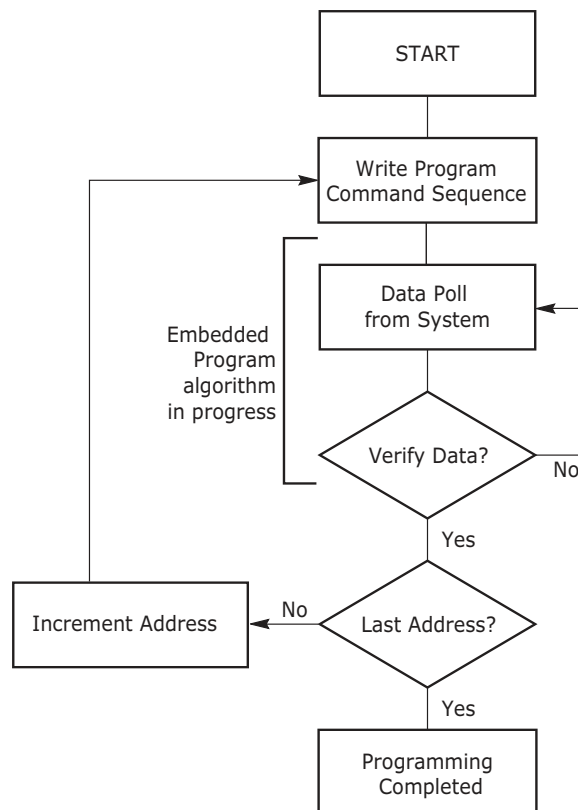 START
Write Program
Command Sequence
Data Poll
from System
Embedded
Program
algorithm
in progress
Verify Data?
No
Yes
Increment Address
No
Last Address?
Yes
Programming
Completed